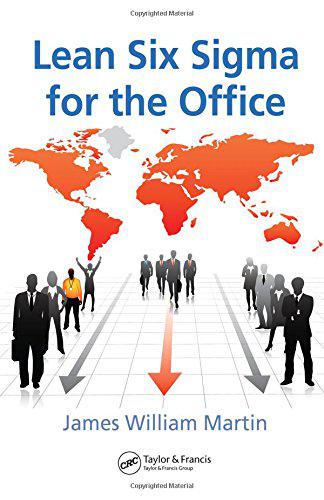 Copyrighted Material
Lean Six Sigma
for the Office
James William Martin
CRC
Taylor & Francis
Taylor & Francis Group
Copyrighted Material